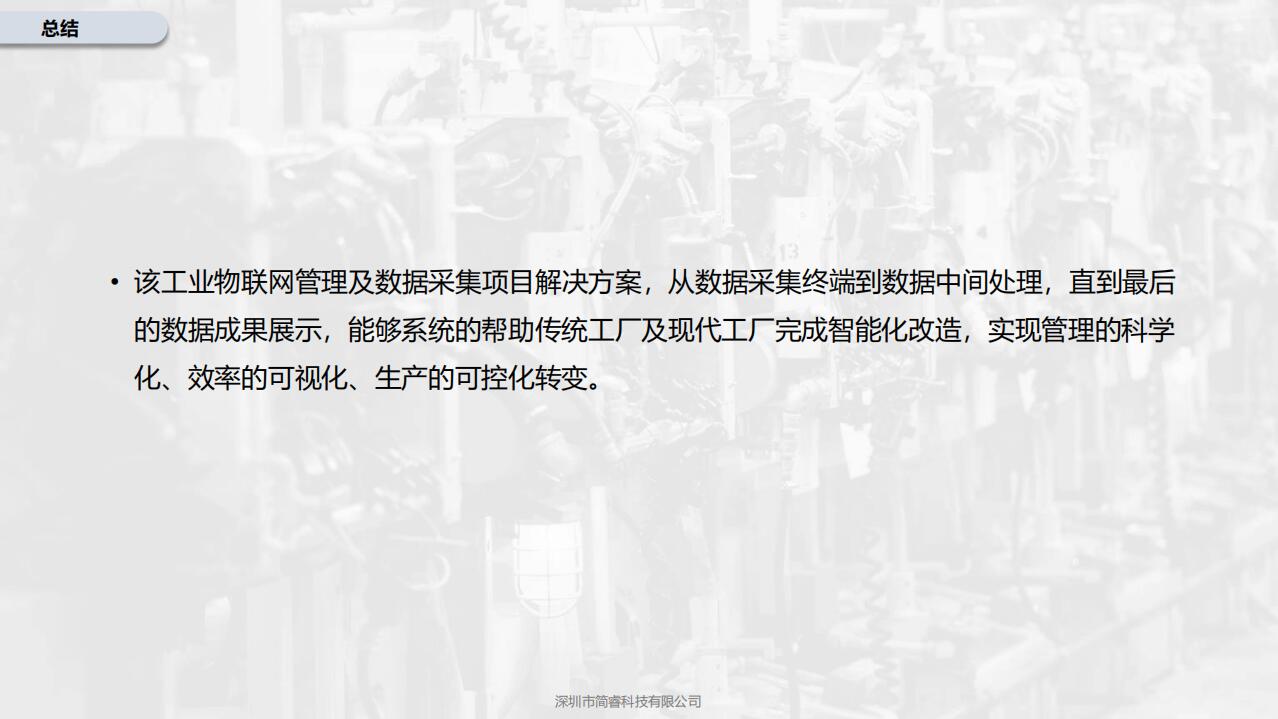 总结
• 该工业物联网管理及数据采集项目解决方案，从数据采集终端到数据中间处理，直到最后
的数据成果展示，能够系统的帮助传统工厂及现代工厂完成智能化改造，实现管理的科学
化、效率的可视化、生产的可控化转变。
13
深圳市简睿科技有限公司